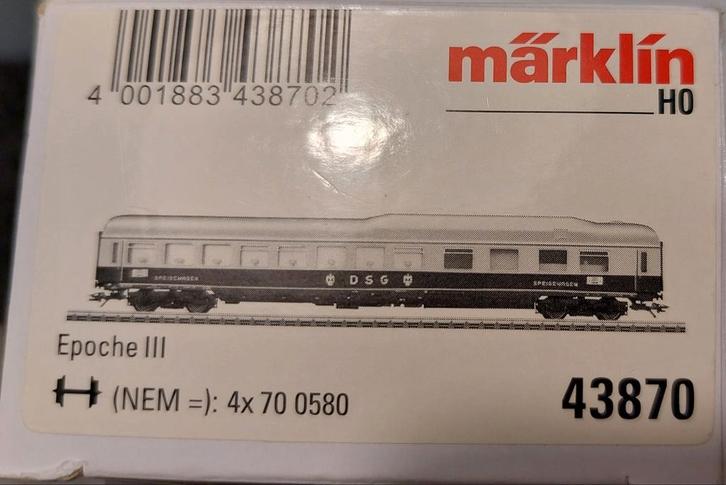 märklin
H0
4 001883 438702
SPEISEWAGEN
D S G
SPEISEWAGEN
Epoche III
(NEM =): 4x 70 0580
43870